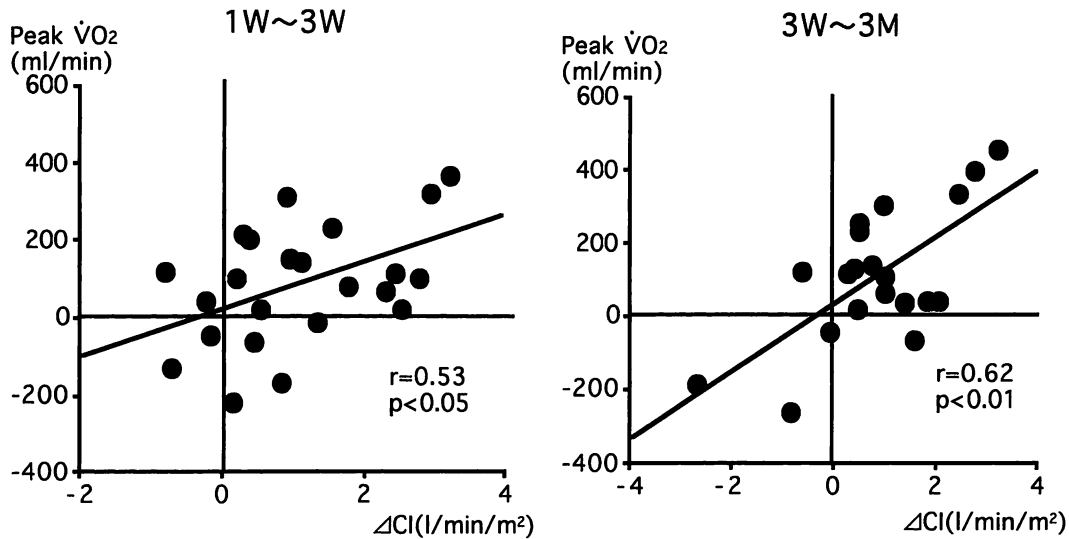 1W～3W
Peak V̇O₂
(ml/min)
600
400
200
0
-200
-400
-2
0
2
4
r=0.53
p<0.05
⊿CI(l/min/m²)
3W～3M
Peak V̇O₂
(ml/min)
600
400
200
0
-200
-400
-4
-2
0
2
4
r=0.62
p<0.01
⊿CI(l/min/m²)